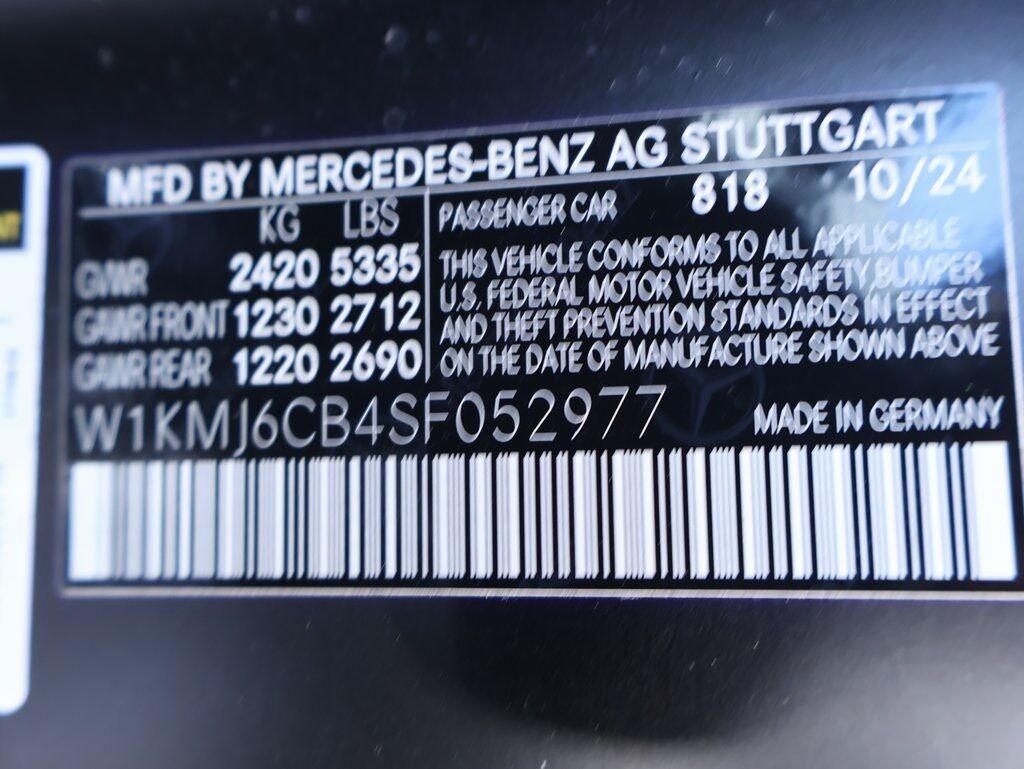 MFD BY MERCEDES-BENZ AG STUTTGART
KG LBS
GVWR 2420 5335
GAWR FRONT 1230 2712
GAWR REAR 1220 2690
PASSENGER CAR 818 10/24
THIS VEHICLE CONFORMS TO ALL APPLICABLE
U.S. FEDERAL MOTOR VEHICLE SAFETY, BUMPER
AND THEFT PREVENTION STANDARDS IN EFFECT
ON THE DATE OF MANUFACTURE SHOWN ABOVE
W1KMJ6CB4SF052977
MADE IN GERMANY